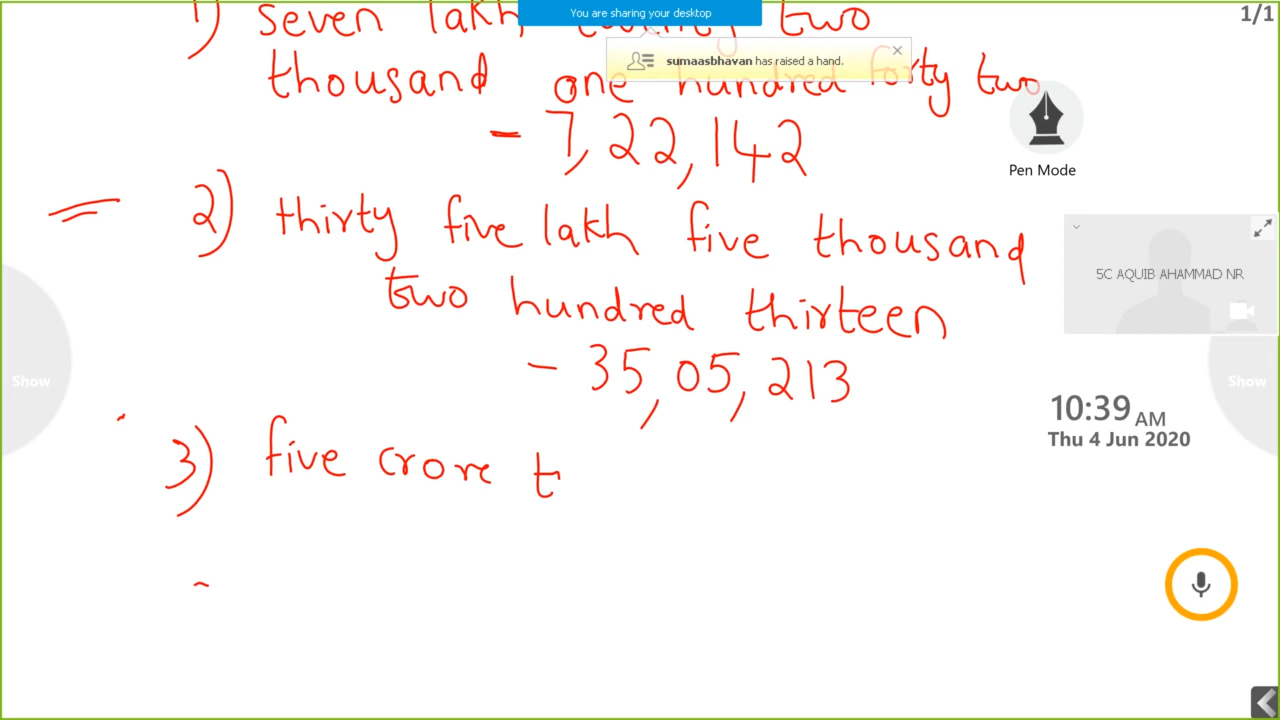 You are sharing your desktop
1/1
1) seven lakh twenty two
sumaasbhavan has raised a hand.
thousand one hundred forty two
- 7,22,142
Pen Mode
2) thirty five lakh five thousand
two hundred thirteen
- 35,05,213
5C AQUIB AHAMMAD NR
Show
Show
10:39 AM
Thu 4 Jun 2020
3) five crore t